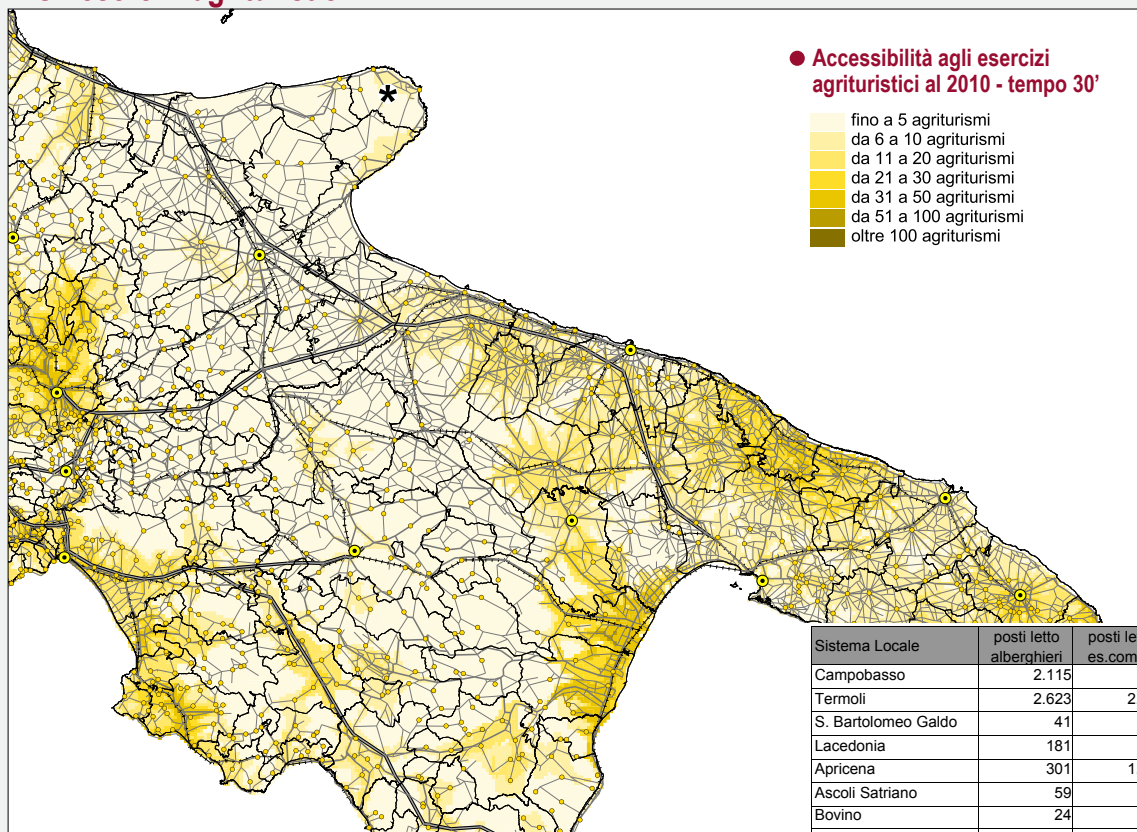 ● Accessibilità agli esercizi
agrituristici al 2010 - tempo 30’
fino a 5 agriturismi
da 6 a 10 agriturismi
da 11 a 20 agriturismi
da 21 a 30 agriturismi
da 31 a 50 agriturismi
da 51 a 100 agriturismi
oltre 100 agriturismi
*
Sistema Locale posti letto alberghieri posti es.com
Campobasso 2.115
Termoli 2.623
S. Bartolomeo Galdo 41
Lacedonia 181
Apricena 301
Ascoli Satriano 59
Bovino 24